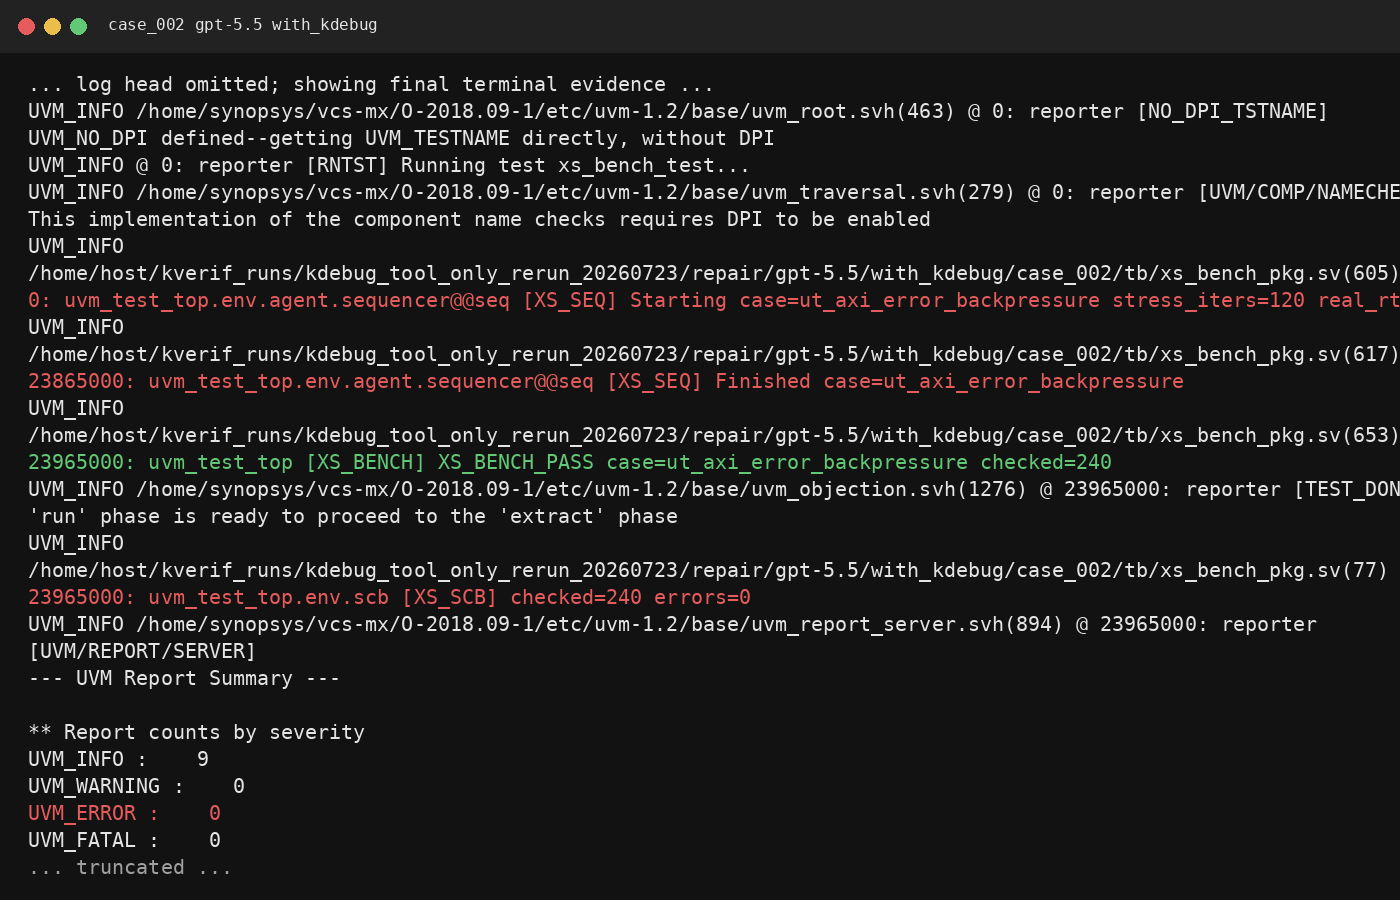 case_002 gpt-5.5 with_kdebug
... log head omitted; showing final terminal evidence ...
UVM_INFO /home/synopsys/vcs-mx/O-2018.09-1/etc/uvm-1.2/base/uvm_root.svh(463) @ 0: reporter [NO_DPI_TSTNAME]
UVM_NO_DPI defined--getting UVM_TESTNAME directly, without DPI
UVM_INFO @ 0: reporter [RNTST] Running test xs_bench_test...
UVM_INFO /home/synopsys/vcs-mx/O-2018.09-1/etc/uvm-1.2/base/uvm_traversal.svh(279) @ 0: reporter [UVM/COMP/NAMECHE
This implementation of the component name checks requires DPI to be enabled
UVM_INFO
/home/host/kverif_runs/kdebug_tool_only_rerun_20260723/repair/gpt-5.5/with_kdebug/case_002/tb/xs_bench_pkg.sv(605)
0: uvm_test_top.env.agent.sequencer@@seq [XS_SEQ] Starting case=ut_axi_error_backpressure stress_iters=120 real_rt
UVM_INFO
/home/host/kverif_runs/kdebug_tool_only_rerun_20260723/repair/gpt-5.5/with_kdebug/case_002/tb/xs_bench_pkg.sv(617)
23865000: uvm_test_top.env.agent.sequencer@@seq [XS_SEQ] Finished case=ut_axi_error_backpressure
UVM_INFO
/home/host/kverif_runs/kdebug_tool_only_rerun_20260723/repair/gpt-5.5/with_kdebug/case_002/tb/xs_bench_pkg.sv(653)
23965000: uvm_test_top [XS_BENCH] XS_BENCH_PASS case=ut_axi_error_backpressure checked=240
UVM_INFO /home/synopsys/vcs-mx/O-2018.09-1/etc/uvm-1.2/base/uvm_objection.svh(1276) @ 23965000: reporter [TEST_DON
'run' phase is ready to proceed to the 'extract' phase
UVM_INFO
/home/host/kverif_runs/kdebug_tool_only_rerun_20260723/repair/gpt-5.5/with_kdebug/case_002/tb/xs_bench_pkg.sv(77)
23965000: uvm_test_top.env.scb [XS_SCB] checked=240 errors=0
UVM_INFO /home/synopsys/vcs-mx/O-2018.09-1/etc/uvm-1.2/base/uvm_report_server.svh(894) @ 23965000: reporter
[UVM/REPORT/SERVER]
--- UVM Report Summary ---
** Report counts by severity
UVM_INFO :    9
UVM_WARNING :    0
UVM_ERROR :    0
UVM_FATAL :    0
... truncated ...